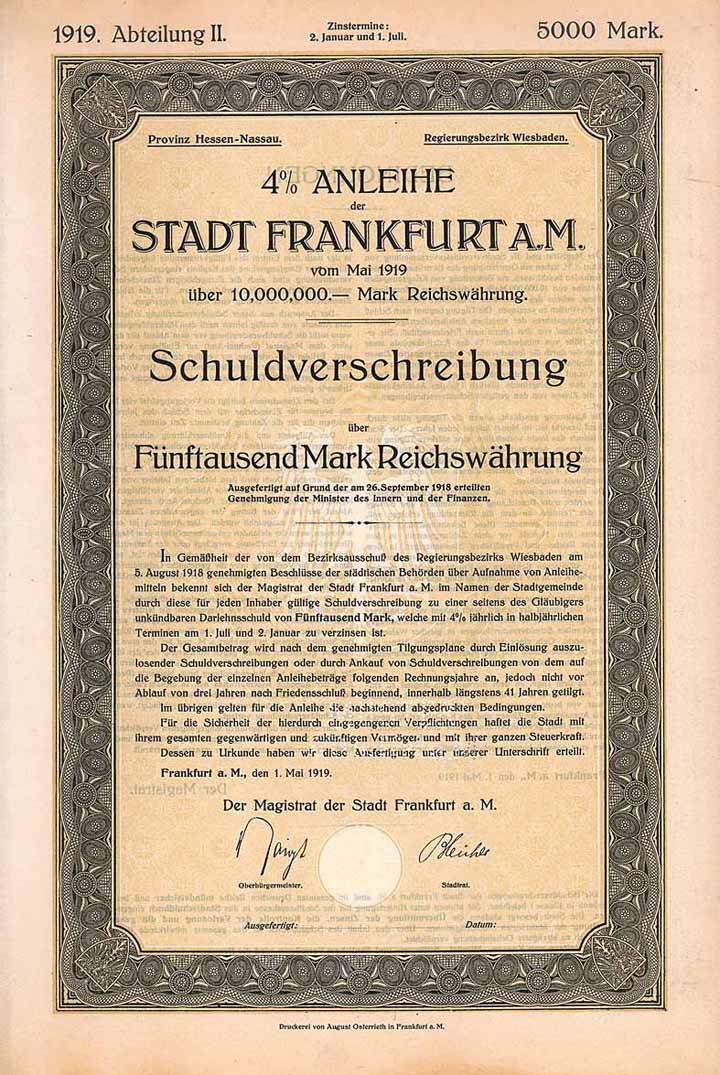 1919. Abteilung II.
Zinstermine:
2. Januar und 1. Juli.
5000 Mark.
Provinz Hessen-Nassau.
Regierungsbezirk Wiesbaden.
4% ANLEIHE
der
STADT FRANKFURT A.M.
vom Mai 1919
über 10,000,000.— Mark Reichswährung.
Schuldverschreibung
über
Fünftausend Mark Reichswährung
Ausgefertigt auf Grund der am 26. September 1918 erteilten
Genehmigung der Minister des Innern und der Finanzen.
In Gemäßheit der von dem Bezirksausschuß des Regierungsbezirks Wiesbaden am
5. August 1918 genehmigten Beschlüsse der städtischen Behörden über Aufnahme von Anleihe-
mitteln bekennt sich der Magistrat der Stadt Frankfurt a. M. im Namen der Stadtgemeinde
durch diese für jeden Inhaber gültige Schuldverschreibung zu einer seitens des Gläubigers
unkündbaren Darlehnsschuld von Fünftausend Mark, welche mit 4% jährlich in halbjährlichen
Terminen am 1. Juli und 2. Januar zu verzinsen ist.
Der Gesamtbetrag wird nach dem genehmigten Tilgungsplane durch Einlösung auszu-
losender Schuldverschreibungen oder durch Ankauf von Schuldverschreibungen von dem auf
die Begebung der einzelnen Anleihebeträge folgenden Rechnungsjahre an, jedoch nicht vor
Ablauf von drei Jahren nach Friedensschluß beginnend, innerhalb längstens 41 Jahren getilgt.
Im übrigen gelten für die Anleihe die nachstehend abgedruckten Bedingungen.
Für die Sicherheit der hierdurch eingegangenen Verpflichtungen haftet die Stadt mit
ihrem gesamten gegenwärtigen und zukünftigen Vermögen und mit ihrer ganzen Steuerkraft.
Dessen zu Urkunde haben wir diese Ausfertigung unter unserer Unterschrift erteilt.
Frankfurt a. M., den 1. Mai 1919.
Der Magistrat der Stadt Frankfurt a. M.
Oberbürgermeister.
Stadtrat.
Ausgefertigt:
Datum:
Druckerei von August Osterrieth in Frankfurt a. M.